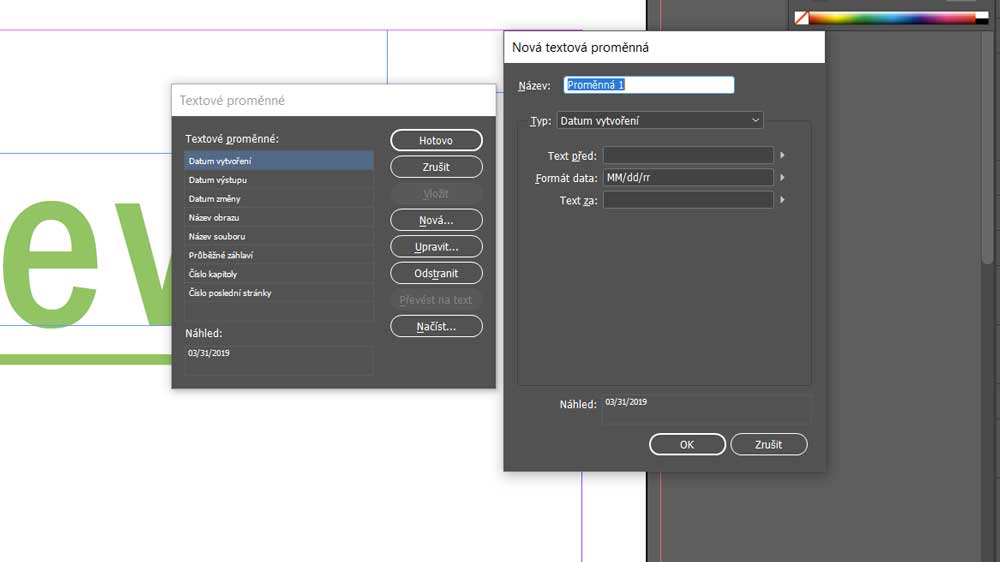 Nová textová proměnná
Název: Proměnná 1
Typ: Datum vytvoření
Text před:
Formát data: MM/dd/rr
Text za:
Náhled: 03/31/2019
OK
Zrušit
Textové proměnné
Textové proměnné:
Datum vytvoření
Datum výstupu
Datum změny
Název obrazu
Název souboru
Průběžné záhlaví
Číslo kapitoly
Číslo poslední stránky
Náhled:
03/31/2019
Hotovo
Zrušit
Vložit
Nová...
Upravit...
Odstranit
Převést na text
Načíst...
ev